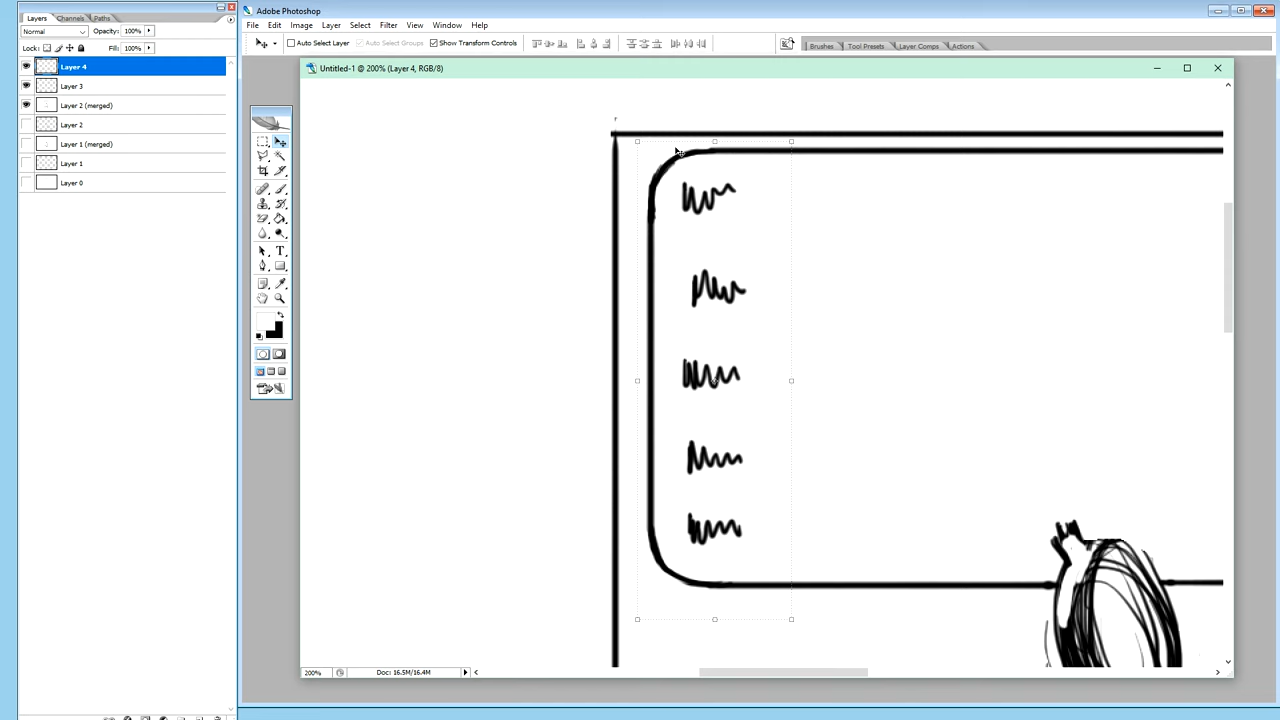 Adobe Photoshop
Layers Channels Paths
File Edit Image Layer Select Filter View Window Help
Normal Opacity: 100%
Lock: Fill: 100%
Auto Select Layer Auto Select Groups Show Transform Controls
Brushes Tool Presets Layer Comps Actions
Untitled-1 @ 200% (Layer 4, RGB/8)
Layer 4
Layer 3
Layer 2 (merged)
Layer 2
Layer 1 (merged)
Layer 1
Layer 0
200% Doc: 16.5M/16.4M